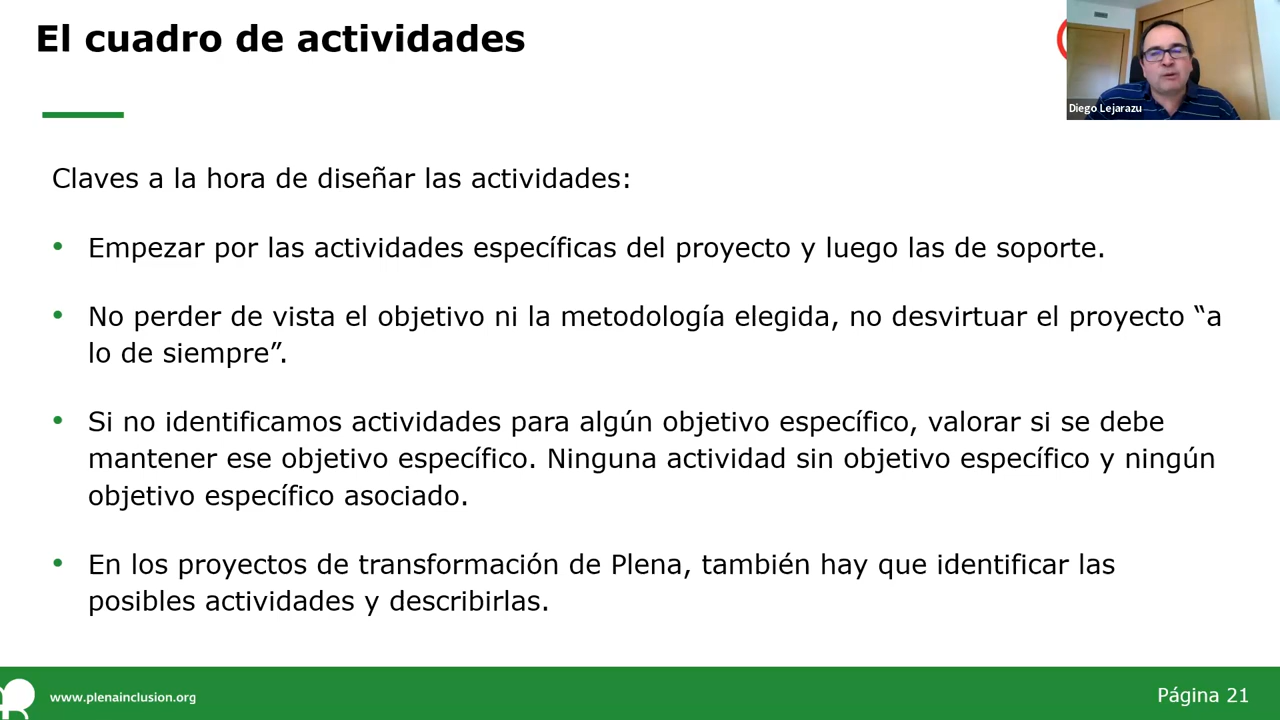 El cuadro de actividades
Diego Lejarazu
Claves a la hora de diseñar las actividades:
• Empezar por las actividades específicas del proyecto y luego las de soporte.
• No perder de vista el objetivo ni la metodología elegida, no desvirtuar el proyecto “a
lo de siempre”.
• Si no identificamos actividades para algún objetivo específico, valorar si se debe
mantener ese objetivo específico. Ninguna actividad sin objetivo específico y ningún
objetivo específico asociado.
• En los proyectos de transformación de Plena, también hay que identificar las
posibles actividades y describirlas.
www.plenainclusion.org
Página 21